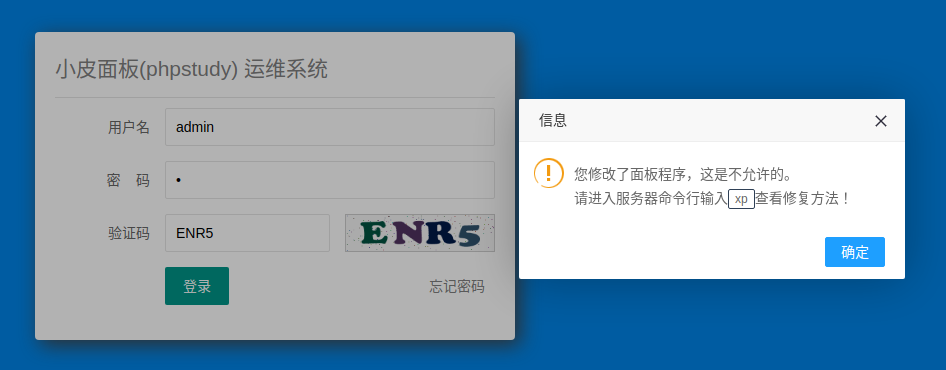 小皮面板(phpstudy) 运维系统
用户名 admin
密 码 •
验证码 ENR5 ENR5
登录 忘记密码
信息
您修改了面板程序，这是不允许的。
请进入服务器命令行输入 xp 查看修复方法！
确定